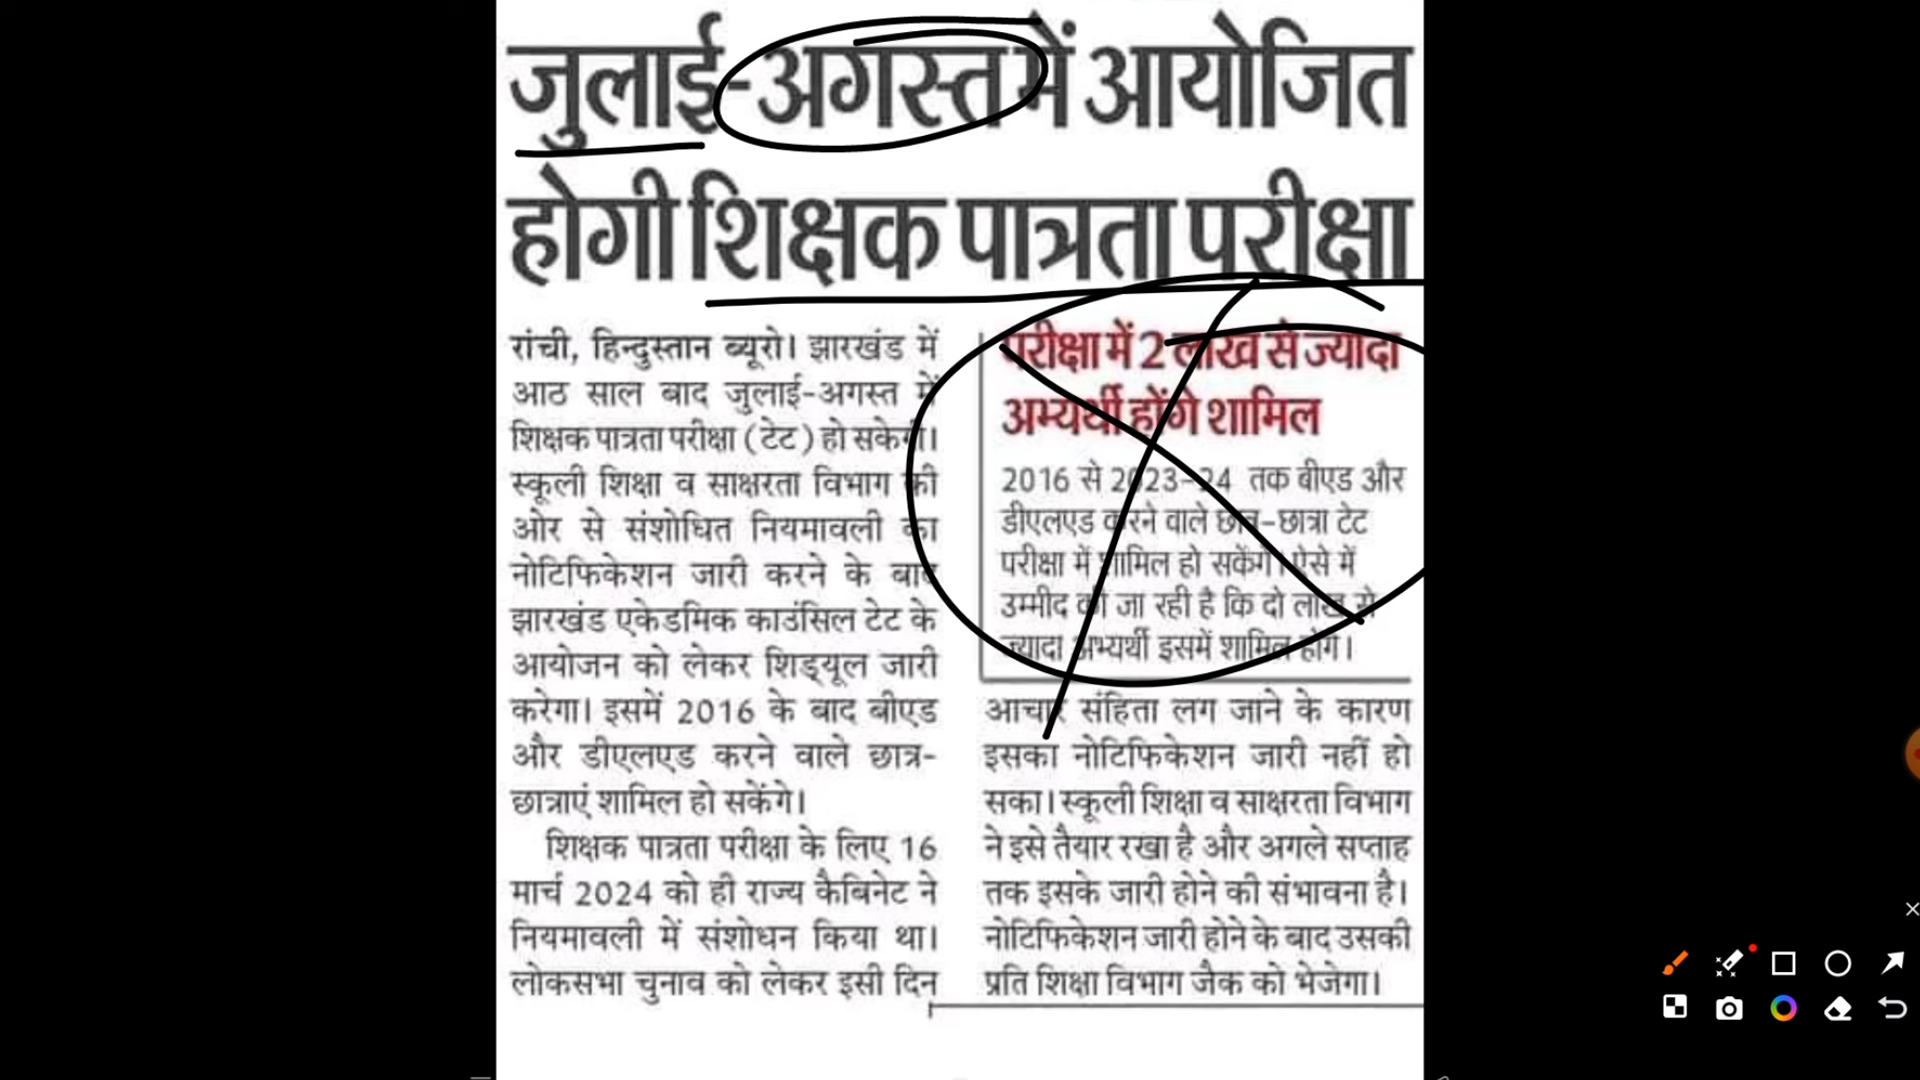 जुलाई-अगस्त में आयोजित
होगी शिक्षक पात्रता परीक्षा
रांची, हिन्दुस्तान ब्यूरो। झारखंड में
आठ साल बाद जुलाई-अगस्त में
शिक्षक पात्रता परीक्षा (टेट) हो सकेगी।
स्कूली शिक्षा व साक्षरता विभाग की
ओर से संशोधित नियमावली का
नोटिफिकेशन जारी करने के बाद
झारखंड एकेडमिक काउंसिल टेट के
आयोजन को लेकर शिड्यूल जारी
करेगा। इसमें 2016 के बाद बीएड
और डीएलएड करने वाले छात्र-
छात्राएं शामिल हो सकेंगे।
शिक्षक पात्रता परीक्षा के लिए 16
मार्च 2024 को ही राज्य कैबिनेट ने
नियमावली में संशोधन किया था।
लोकसभा चुनाव को लेकर इसी दिन
परीक्षा में 2 लाख से ज्यादा
अभ्यर्थी होंगे शामिल
2016 से 2023-24 तक बीएड और
डीएलएड करने वाले छात्र-छात्रा टेट
परीक्षा में शामिल हो सकेंगे। ऐसे में
उम्मीद की जा रही है कि दो लाख से
ज्यादा अभ्यर्थी इसमें शामिल होंगे।
आचार संहिता लग जाने के कारण
इसका नोटिफिकेशन जारी नहीं हो
सका। स्कूली शिक्षा व साक्षरता विभाग
ने इसे तैयार रखा है और अगले सप्ताह
तक इसके जारी होने की संभावना है।
नोटिफिकेशन जारी होने के बाद उसकी
प्रति शिक्षा विभाग जैक को भेजेगा।